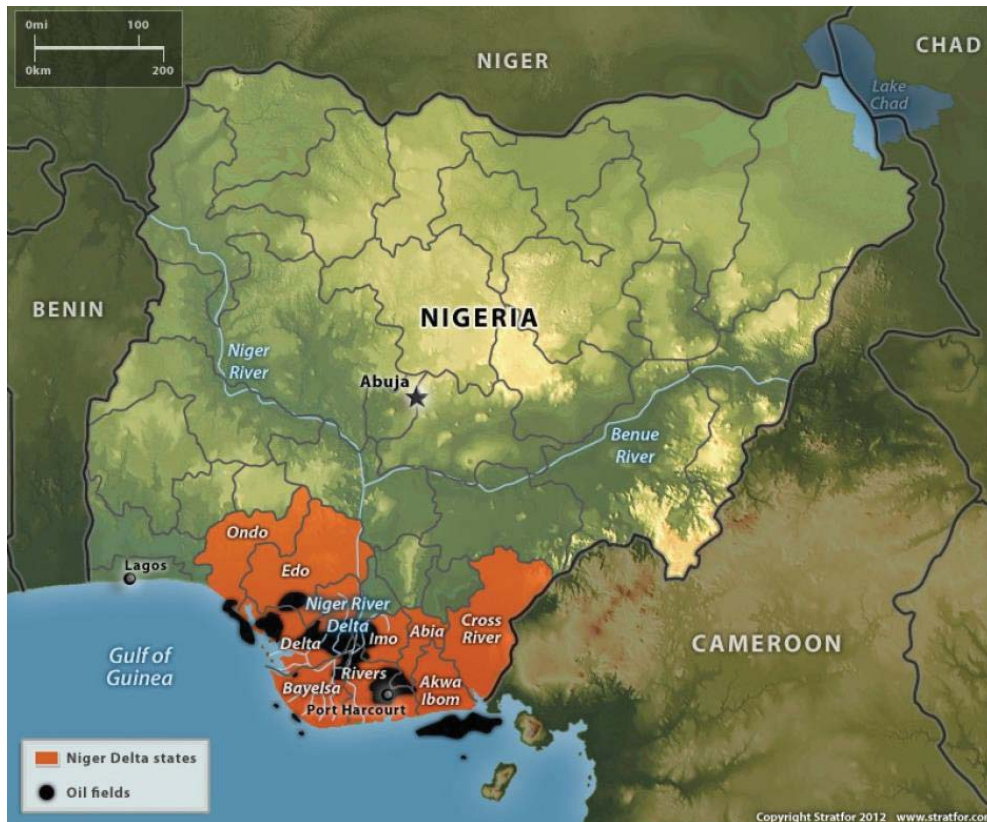 0mi 100
0km 200
NIGER
CHAD
Lake
Chad
BENIN
NIGERIA
Niger
River
Abuja
Benue
River
Ondo
Lagos
Edo
Niger River
Delta
Delta
Imo
Abia
Cross
River
Gulf of
Guinea
CAMEROON
Rivers
Bayelsa
Akwa
Ibom
Port Harcourt
Niger Delta states
Oil fields
Copyright Stratfor 2012 www.stratfor.com